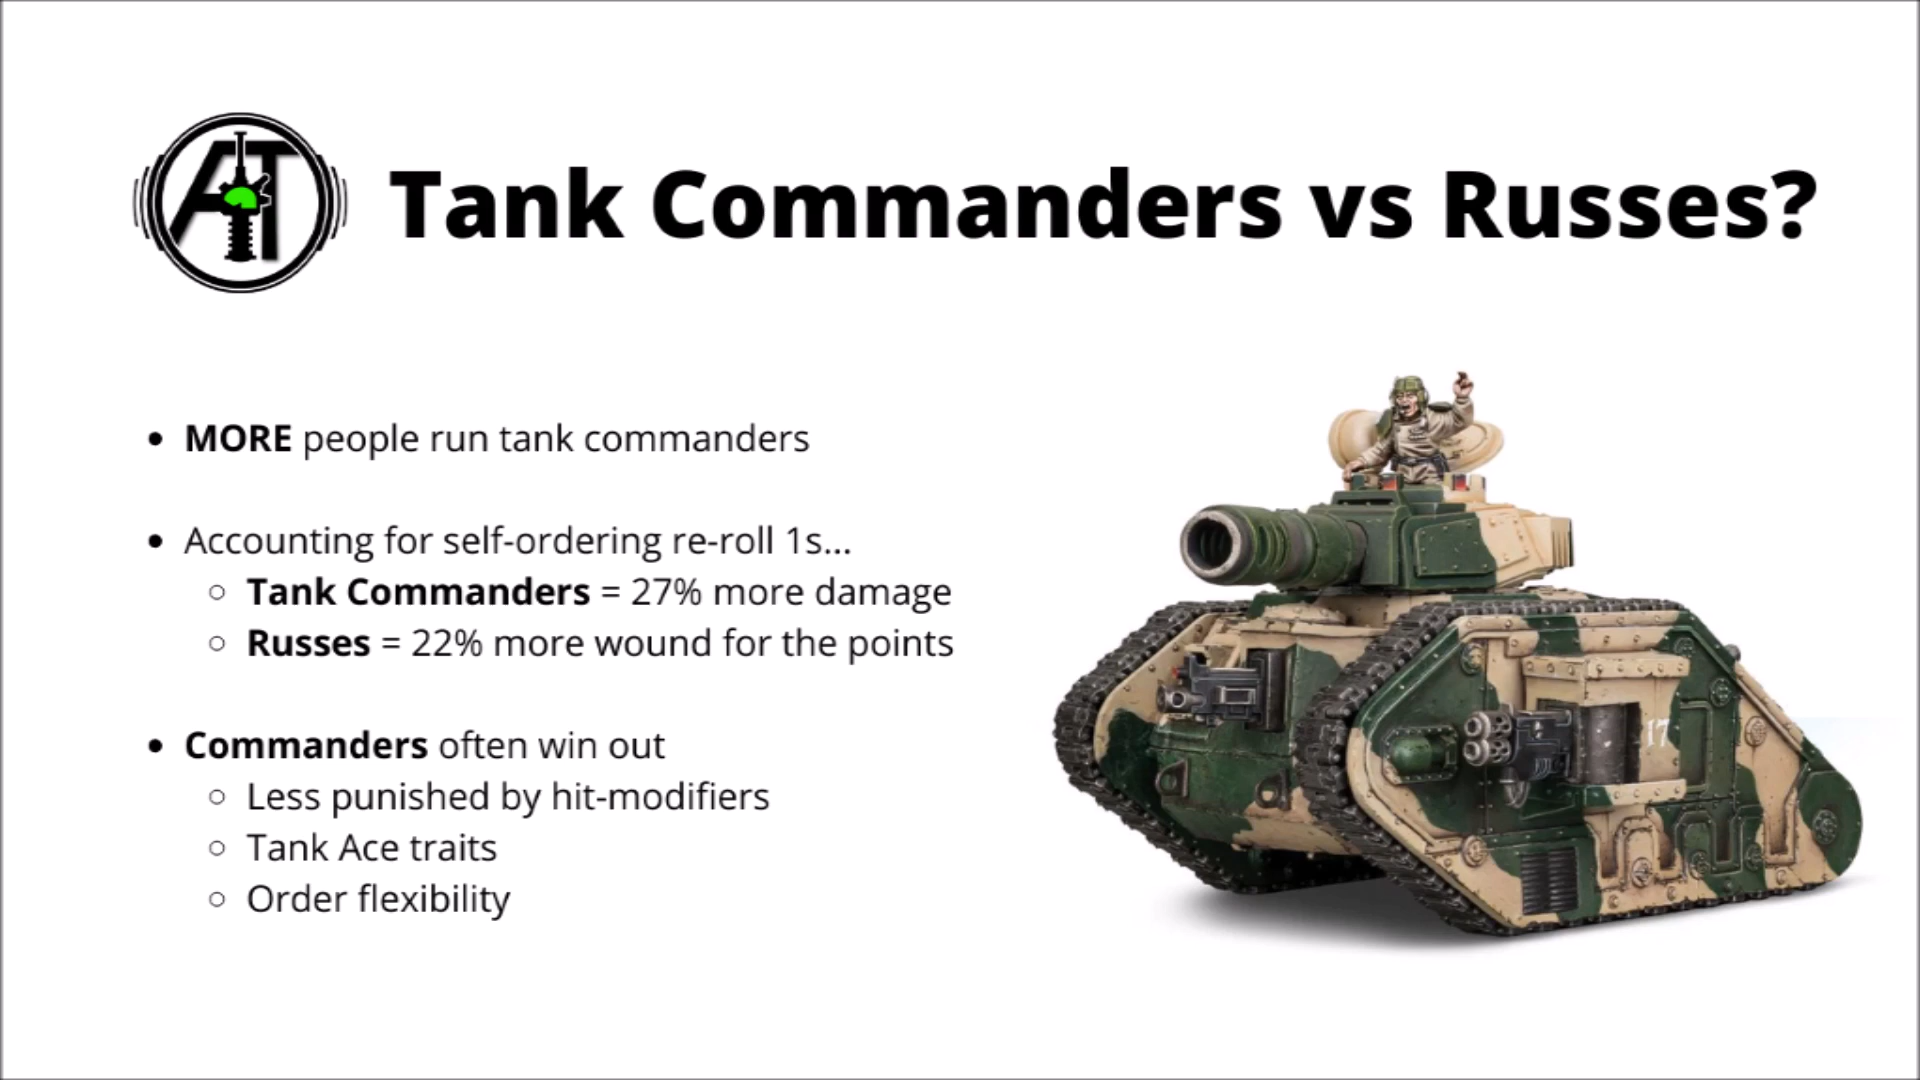 AT
Tank Commanders vs Russes?
MORE people run tank commanders
Accounting for self-ordering re-roll 1s...
Tank Commanders = 27% more damage
Russes = 22% more wound for the points
Commanders often win out
Less punished by hit-modifiers
Tank Ace traits
Order flexibility
17